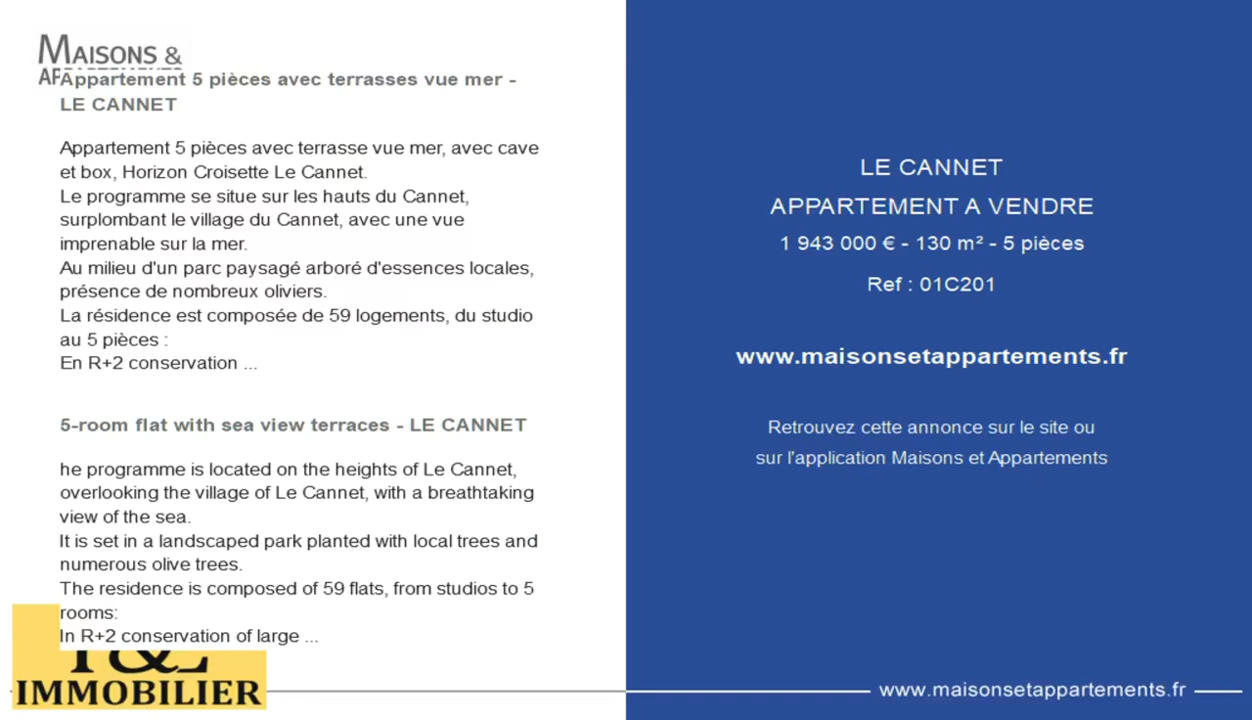 MAISONS &
Appartement 5 pièces avec terrasses vue mer -
LE CANNET
Appartement 5 pièces avec terrasse vue mer, avec cave
et box, Horizon Croisette Le Cannet.
Le programme se situe sur les hauts du Cannet,
surplombant le village du Cannet, avec une vue
imprenable sur la mer.
Au milieu d'un parc paysagé arboré d'essences locales,
présence de nombreux oliviers.
La résidence est composée de 59 logements, du studio
au 5 pièces :
En R+2 conservation ...
5-room flat with sea view terraces - LE CANNET
he programme is located on the heights of Le Cannet,
overlooking the village of Le Cannet, with a breathtaking
view of the sea.
It is set in a landscaped park planted with local trees and
numerous olive trees.
The residence is composed of 59 flats, from studios to 5
rooms:
In R+2 conservation of large ...
IMMOBILIER
LE CANNET
APPARTEMENT A VENDRE
1 943 000 € - 130 m² - 5 pièces
Ref : 01C201
www.maisonsetappartements.fr
Retrouvez cette annonce sur le site ou
sur l'application Maisons et Appartements
www.maisonsetappartements.fr